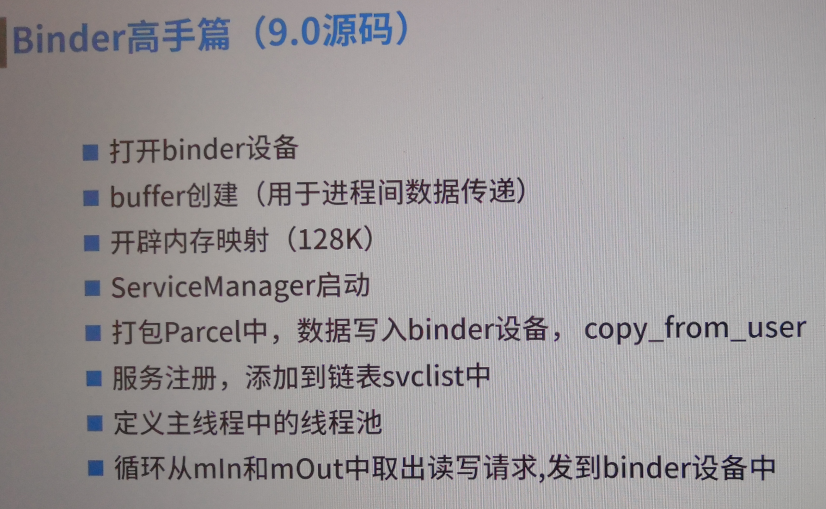 Binder高手篇（9.0源码）
打开binder设备
buffer创建（用于进程间数据传递）
开辟内存映射（128K）
ServiceManager启动
打包Parcel中，数据写入binder设备， copy_from_user
服务注册，添加到链表svclist中
定义主线程中的线程池
循环从mIn和mOut中取出读写请求,发到binder设备中